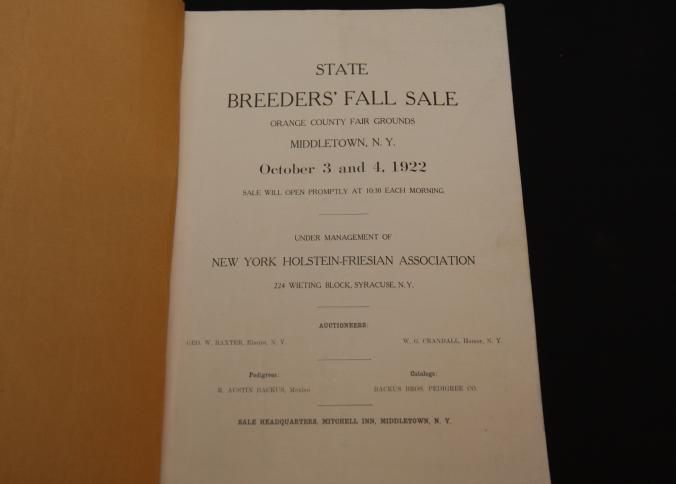 STATE
BREEDERS' FALL SALE
ORANGE COUNTY FAIR GROUNDS
MIDDLETOWN, N. Y.
October 3 and 4, 1922
SALE WILL OPEN PROMPTLY AT 10:30 EACH MORNING.
UNDER MANAGEMENT OF
NEW YORK HOLSTEIN-FRIESIAN ASSOCIATION
224 WIETING BLOCK, SYRACUSE, N. Y.
AUCTIONEERS:
GEO. W. BAXTER, Elmira, N. Y. W. G. CRANDALL, Homer, N. Y.
Pedigrees: Catalogs:
R. AUSTIN BACKUS, Mexico BACKUS BROS. PEDIGREE CO.
SALE HEADQUARTERS, MITCHELL INN, MIDDLETOWN, N. Y.